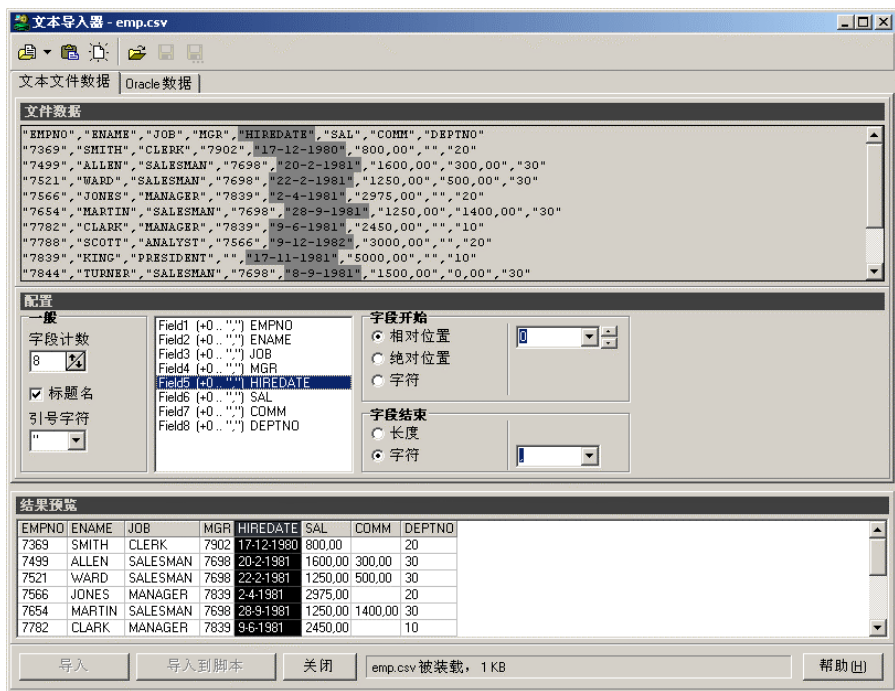 文本导入器 - emp.csv
文本文件数据 Oracle 数据
文件数据
"EMPNO","ENAME","JOB","MGR","HIREDATE","SAL","COMM","DEPTNO"
"7369","SMITH","CLERK","7902","17-12-1980","800,00","","20"
"7499","ALLEN","SALESMAN","7698","20-2-1981","1600,00","300,00","30"
"7521","WARD","SALESMAN","7698","22-2-1981","1250,00","500,00","30"
"7566","JONES","MANAGER","7839","2-4-1981","2975,00","","20"
"7654","MARTIN","SALESMAN","7698","28-9-1981","1250,00","1400,00","30"
"7782","CLARK","MANAGER","7839","9-6-1981","2450,00","","10"
"7788","SCOTT","ANALYST","7566","9-12-1982","3000,00","","20"
"7839","KING","PRESIDENT","","17-11-1981","5000,00","","10"
"7844","TURNER","SALESMAN","7698","8-9-1981","1500,00","0,00","30"
配置
一般
字段计数
8
标题名
引号字符
"
Field1 (+0 .. '","') EMPNO
Field2 (+0 .. '","') ENAME
Field3 (+0 .. '","') JOB
Field4 (+0 .. '","') MGR
Field5 (+0 .. '","') HIREDATE
Field6 (+0 .. '","') SAL
Field7 (+0 .. '","') COMM
Field8 (+0 .. '","') DEPTNO
字段开始
相对位置 0
绝对位置
字符
字段结束
长度
字符 ,
结果预览
EMPNO ENAME JOB MGR HIREDATE SAL COMM DEPTNO
7369 SMITH CLERK 7902 17-12-1980 800,00 20
7499 ALLEN SALESMAN 7698 20-2-1981 1600,00 300,00 30
7521 WARD SALESMAN 7698 22-2-1981 1250,00 500,00 30
7566 JONES MANAGER 7839 2-4-1981 2975,00 20
7654 MARTIN SALESMAN 7698 28-9-1981 1250,00 1400,00 30
7782 CLARK MANAGER 7839 9-6-1981 2450,00 10
导入 导入到脚本 关闭 emp.csv 被装载， 1 KB 帮助(H)